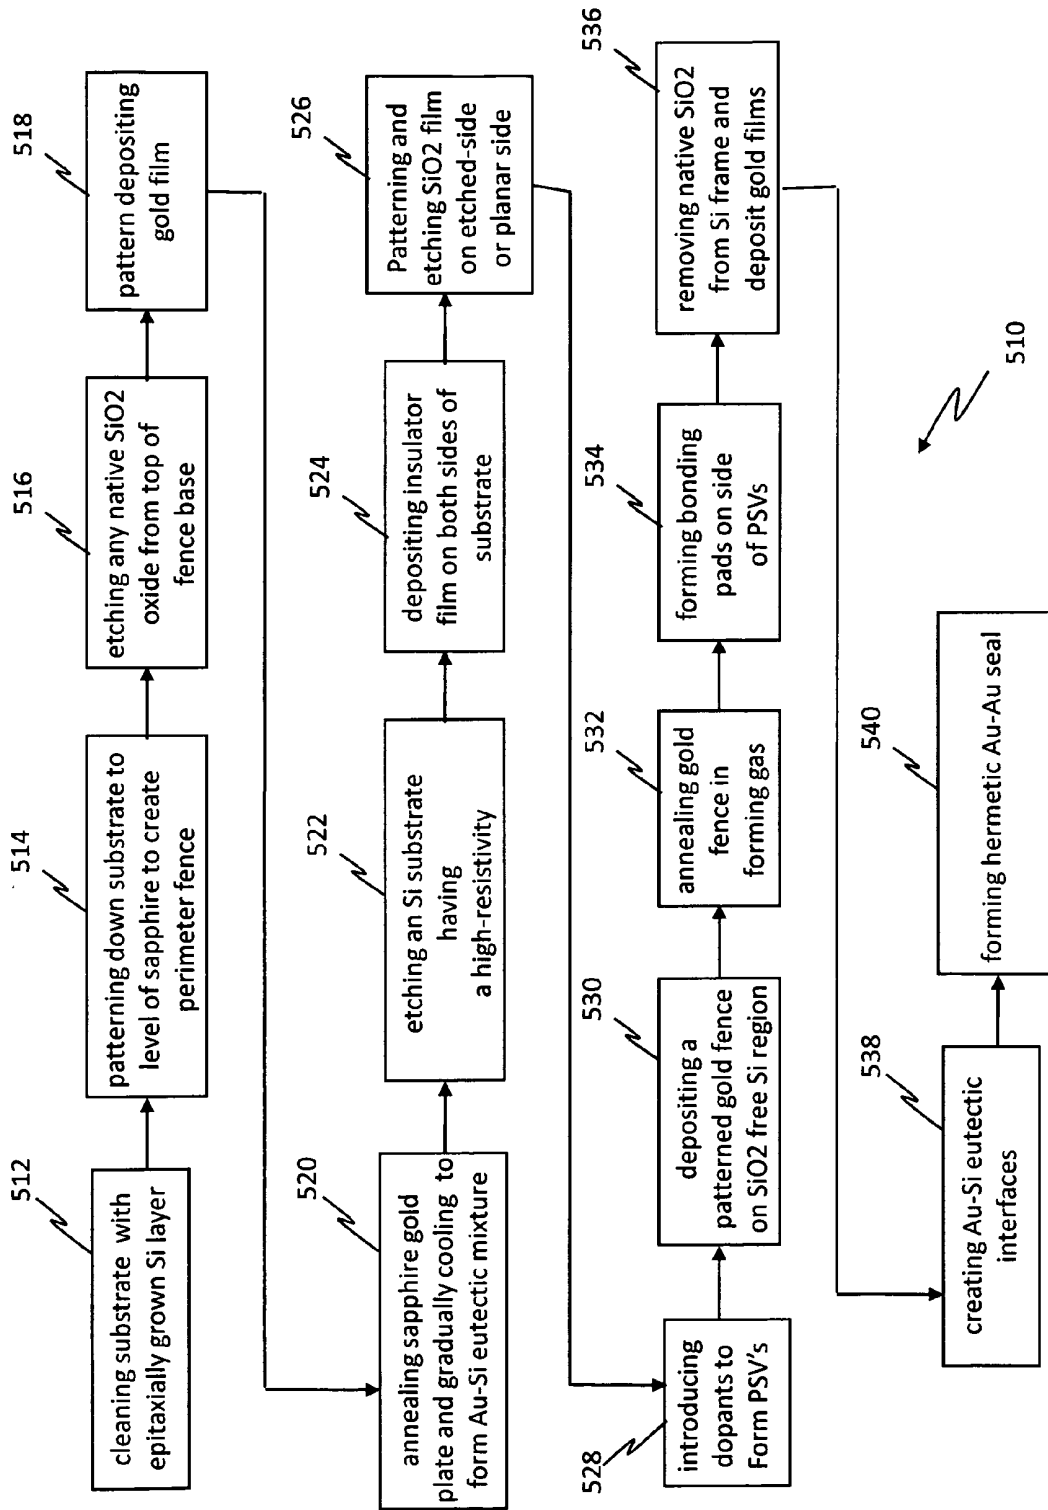 512
cleaning substrate with
epitaxially grown Si layer
514
patterning down substrate to
level of sapphire to create
perimeter fence
516
etching any native SiO2
oxide from top of
fence base
518
pattern depositing
gold film
520
annealing sapphire gold
plate and gradually cooling to
form Au-Si eutectic mixture
522
etching an Si substrate
having
a high-resistivity
524
depositing insulator
film on both sides of
substrate
526
Patterning and
etching SiO2 film
on etched-side
or planar side
528
introducing
dopants to
Form PSV's
530
depositing a
patterned gold fence
on SiO2 free Si region
532
annealing gold
fence in
forming gas
534
forming bonding
pads on side
of PSVs
536
removing native SiO2
from Si frame and
deposit gold films
538
creating Au-Si eutectic
interfaces
540
forming hermetic Au-Au seal
510